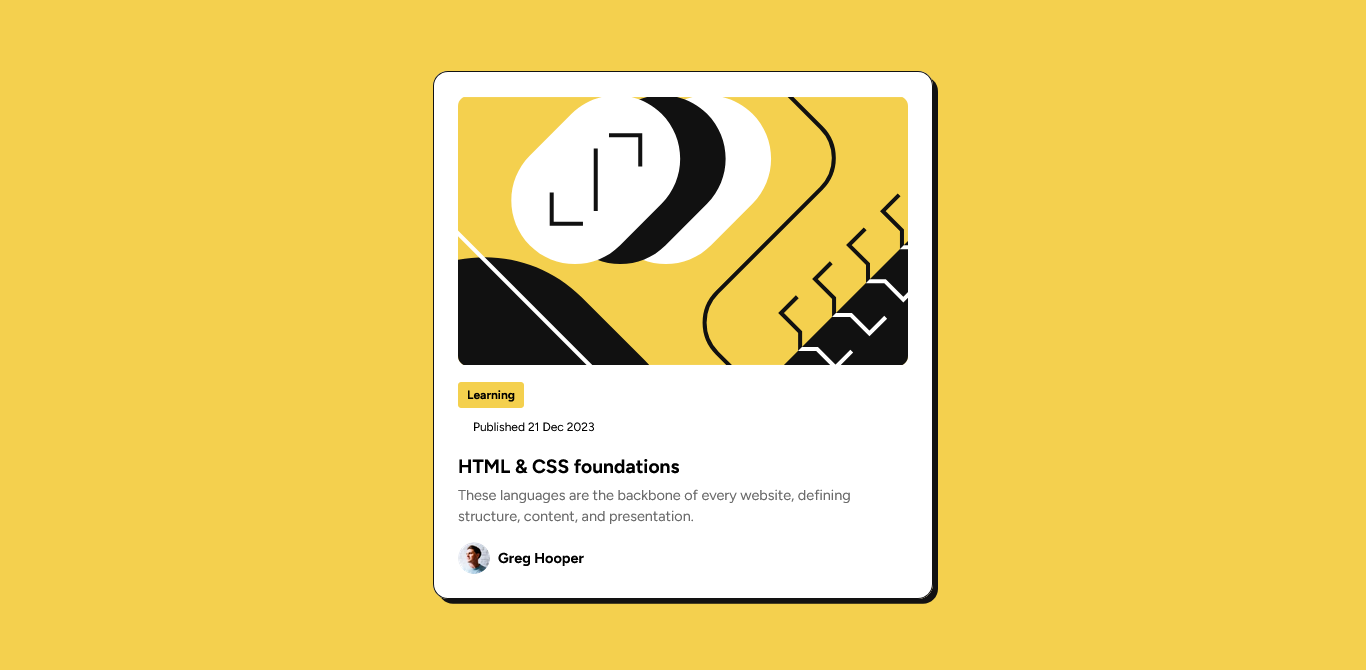 Learning
Published 21 Dec 2023
HTML & CSS foundations
These languages are the backbone of every website, defining
structure, content, and presentation.
Greg Hooper